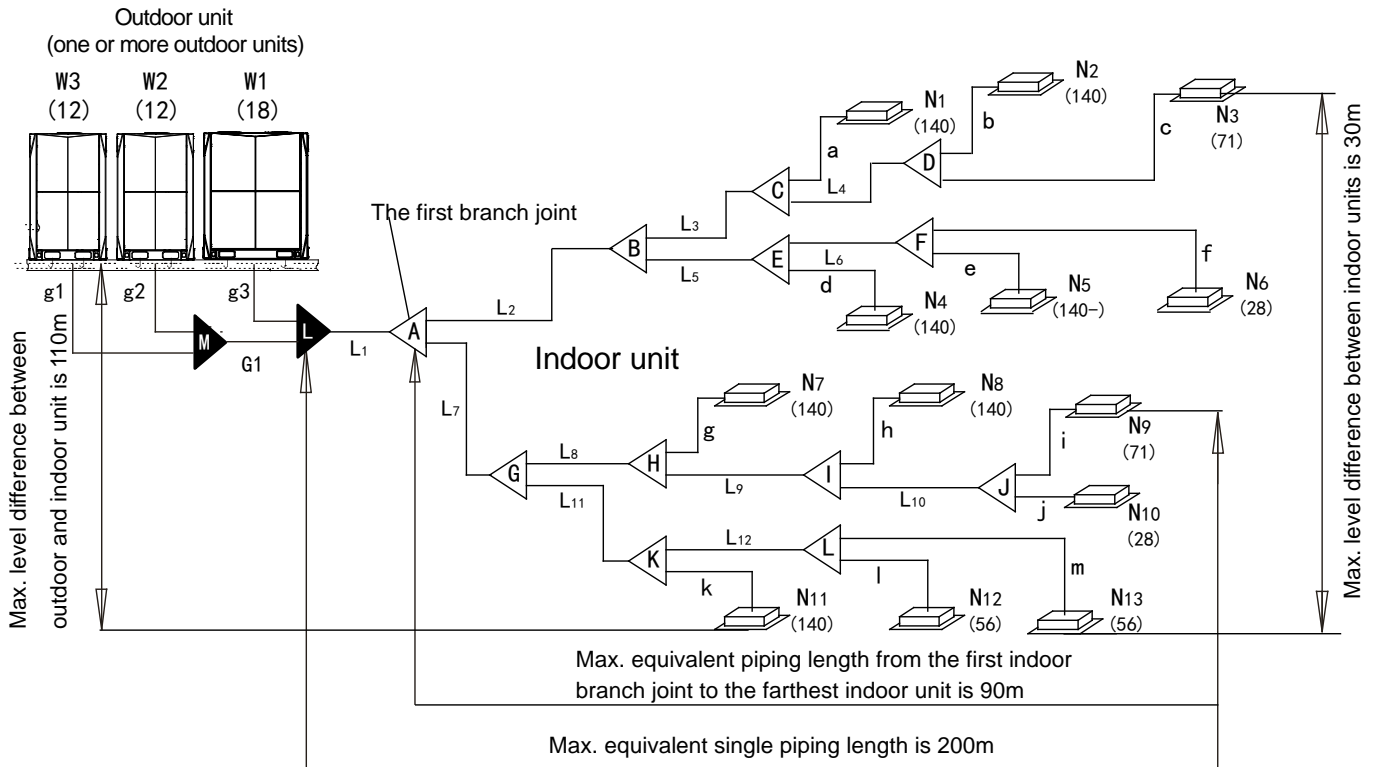 Outdoor unit
(one or more outdoor units)
W3
(12)
W2
(12)
W1
(18)
N1
(140)
N2
(140)
N3
(71)
a
b
c
C
D
L4
The first branch joint
L3
B
L5
E
F
L6
d
e
f
N4
(140)
N5
(140-)
N6
(28)
g1
g2
g3
M
G1
L
L1
A
L2
Indoor unit
L7
N7
(140)
N8
(140)
N9
(71)
g
h
i
G
L8
H
L9
I
L10
J
j
N10
(28)
L11
K
L12
L
k
l
m
N11
(140)
N12
(56)
N13
(56)
Max. level difference between
outdoor and indoor unit is 110m
Max. level difference between indoor units is 30m
Max. equivalent piping length from the first indoor
branch joint to the farthest indoor unit is 90m
Max. equivalent single piping length is 200m